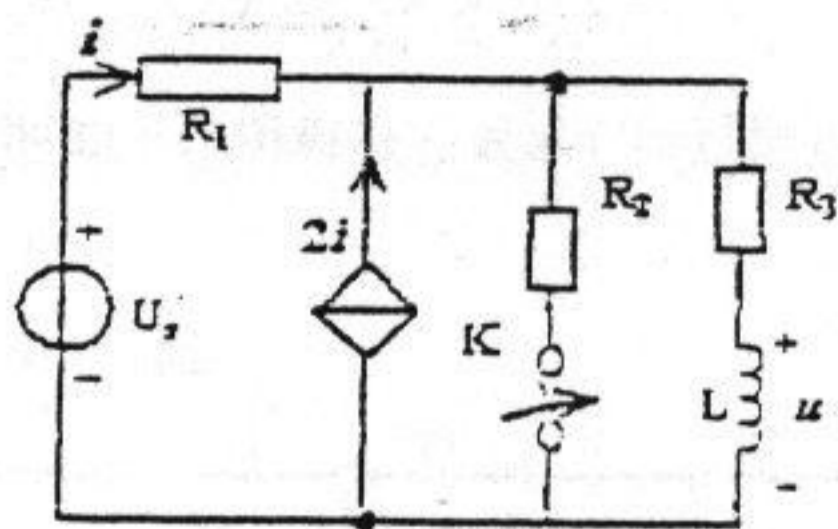 i
R₁
R₂
R₃
2i
+
Uₛ
−
K
L
+
u
−